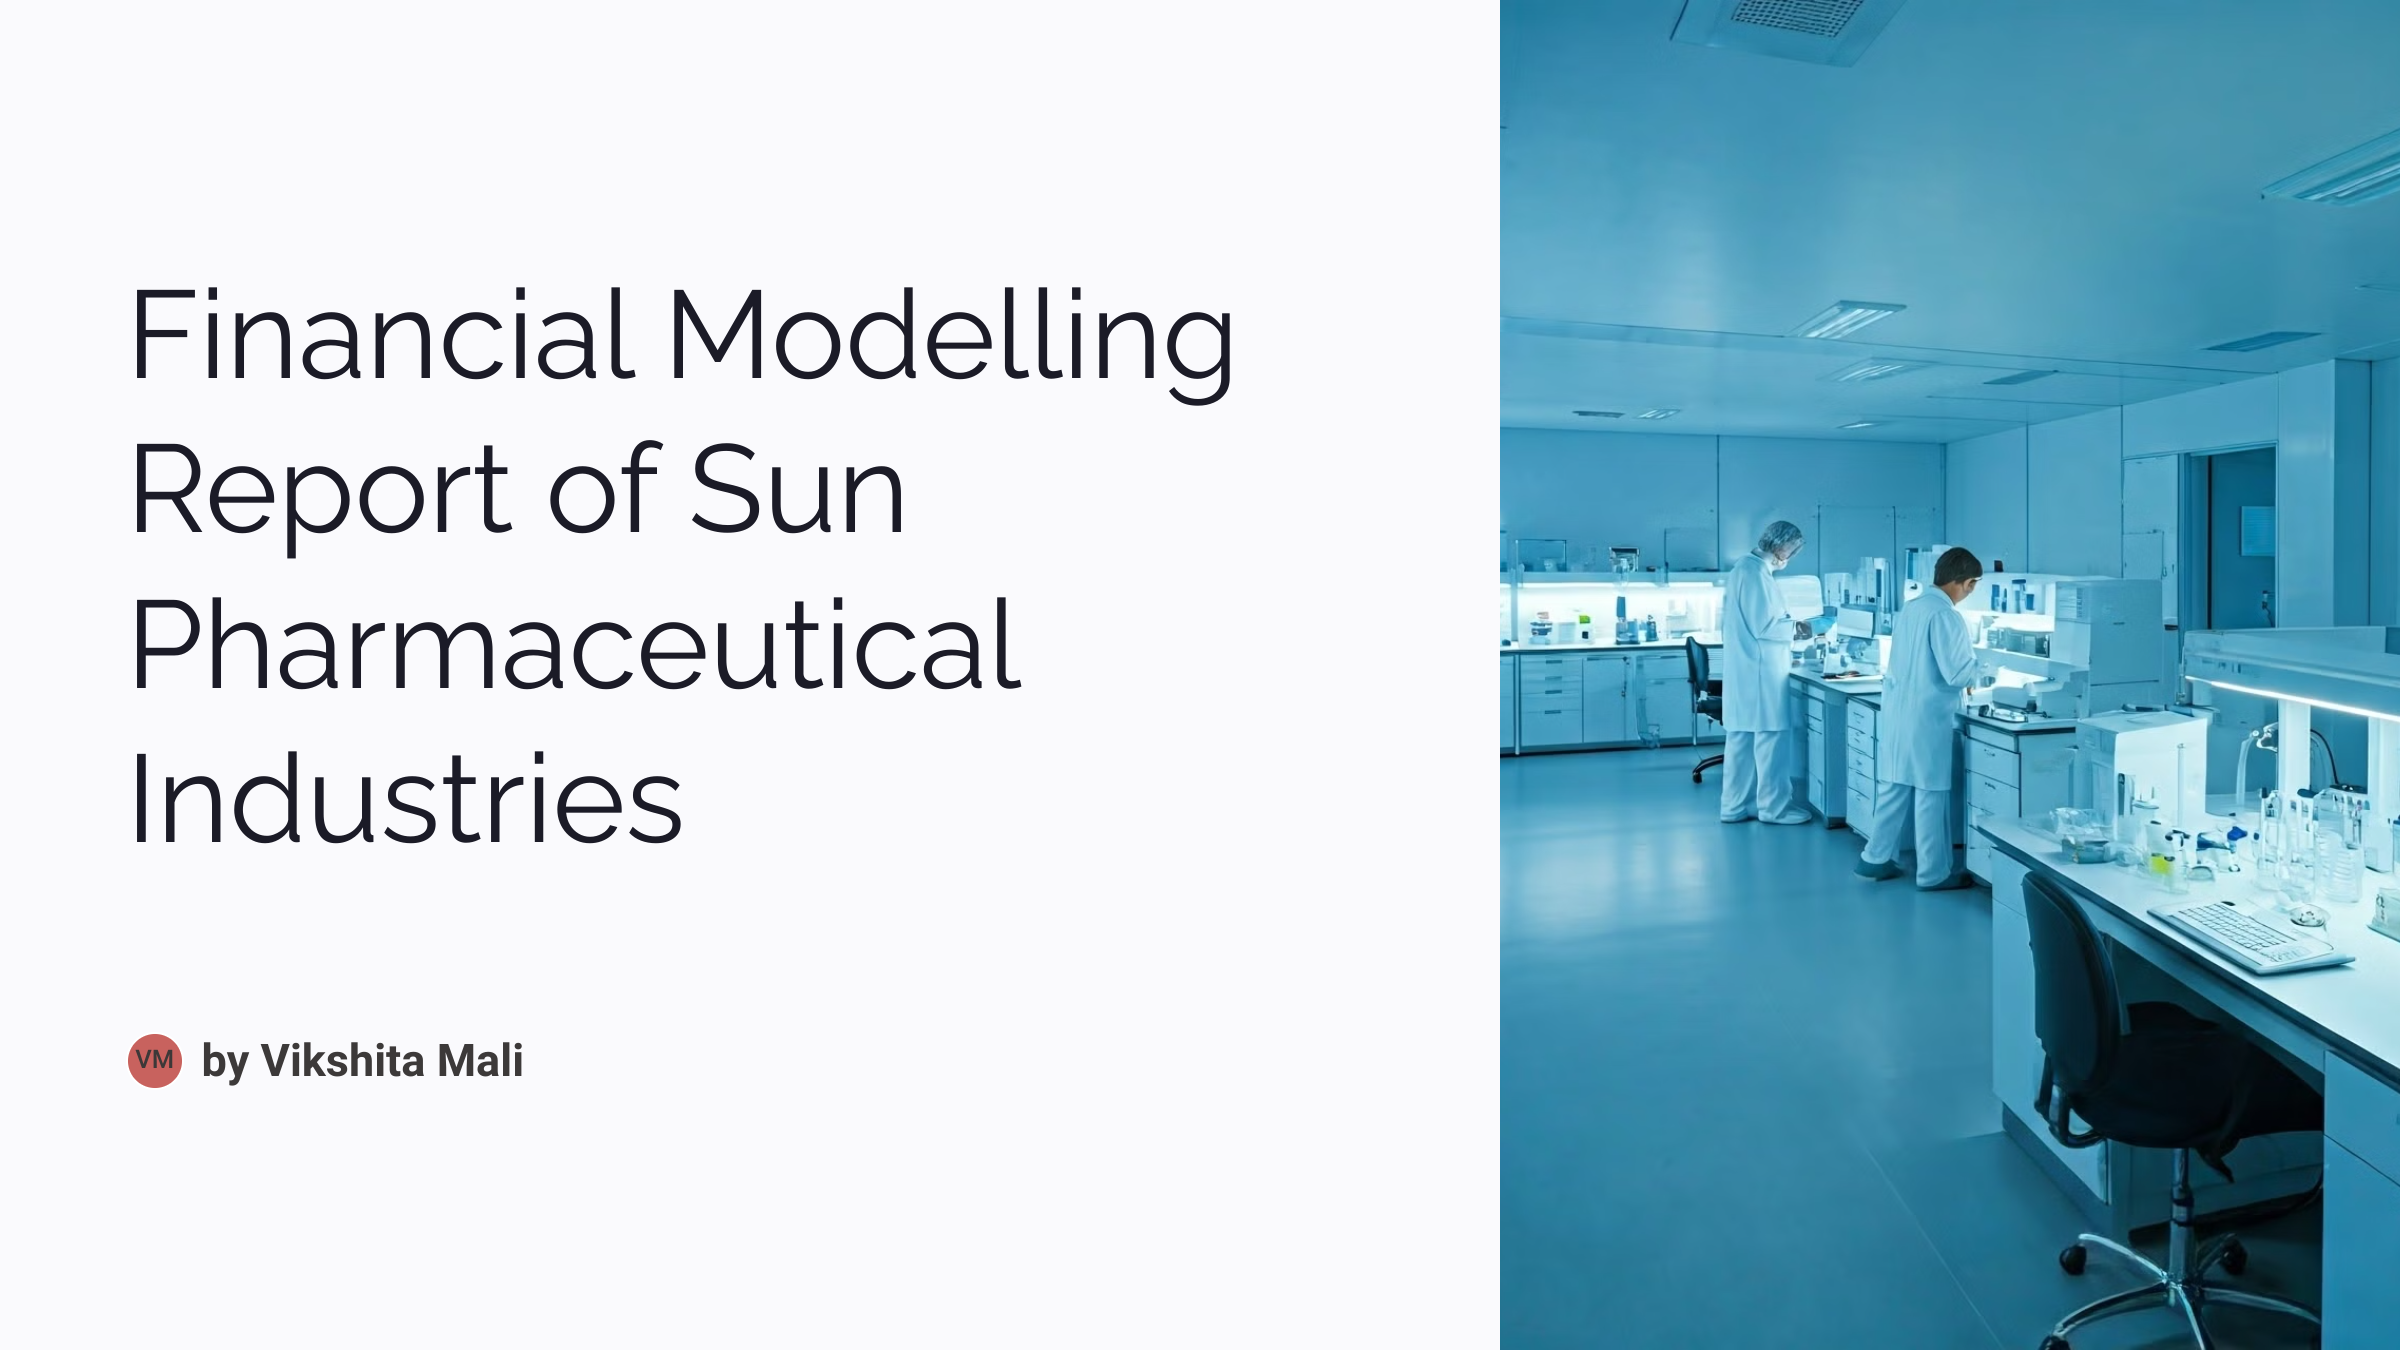 Financial Modelling
Report of Sun
Pharmaceutical
Industries
VM by Vikshita Mali